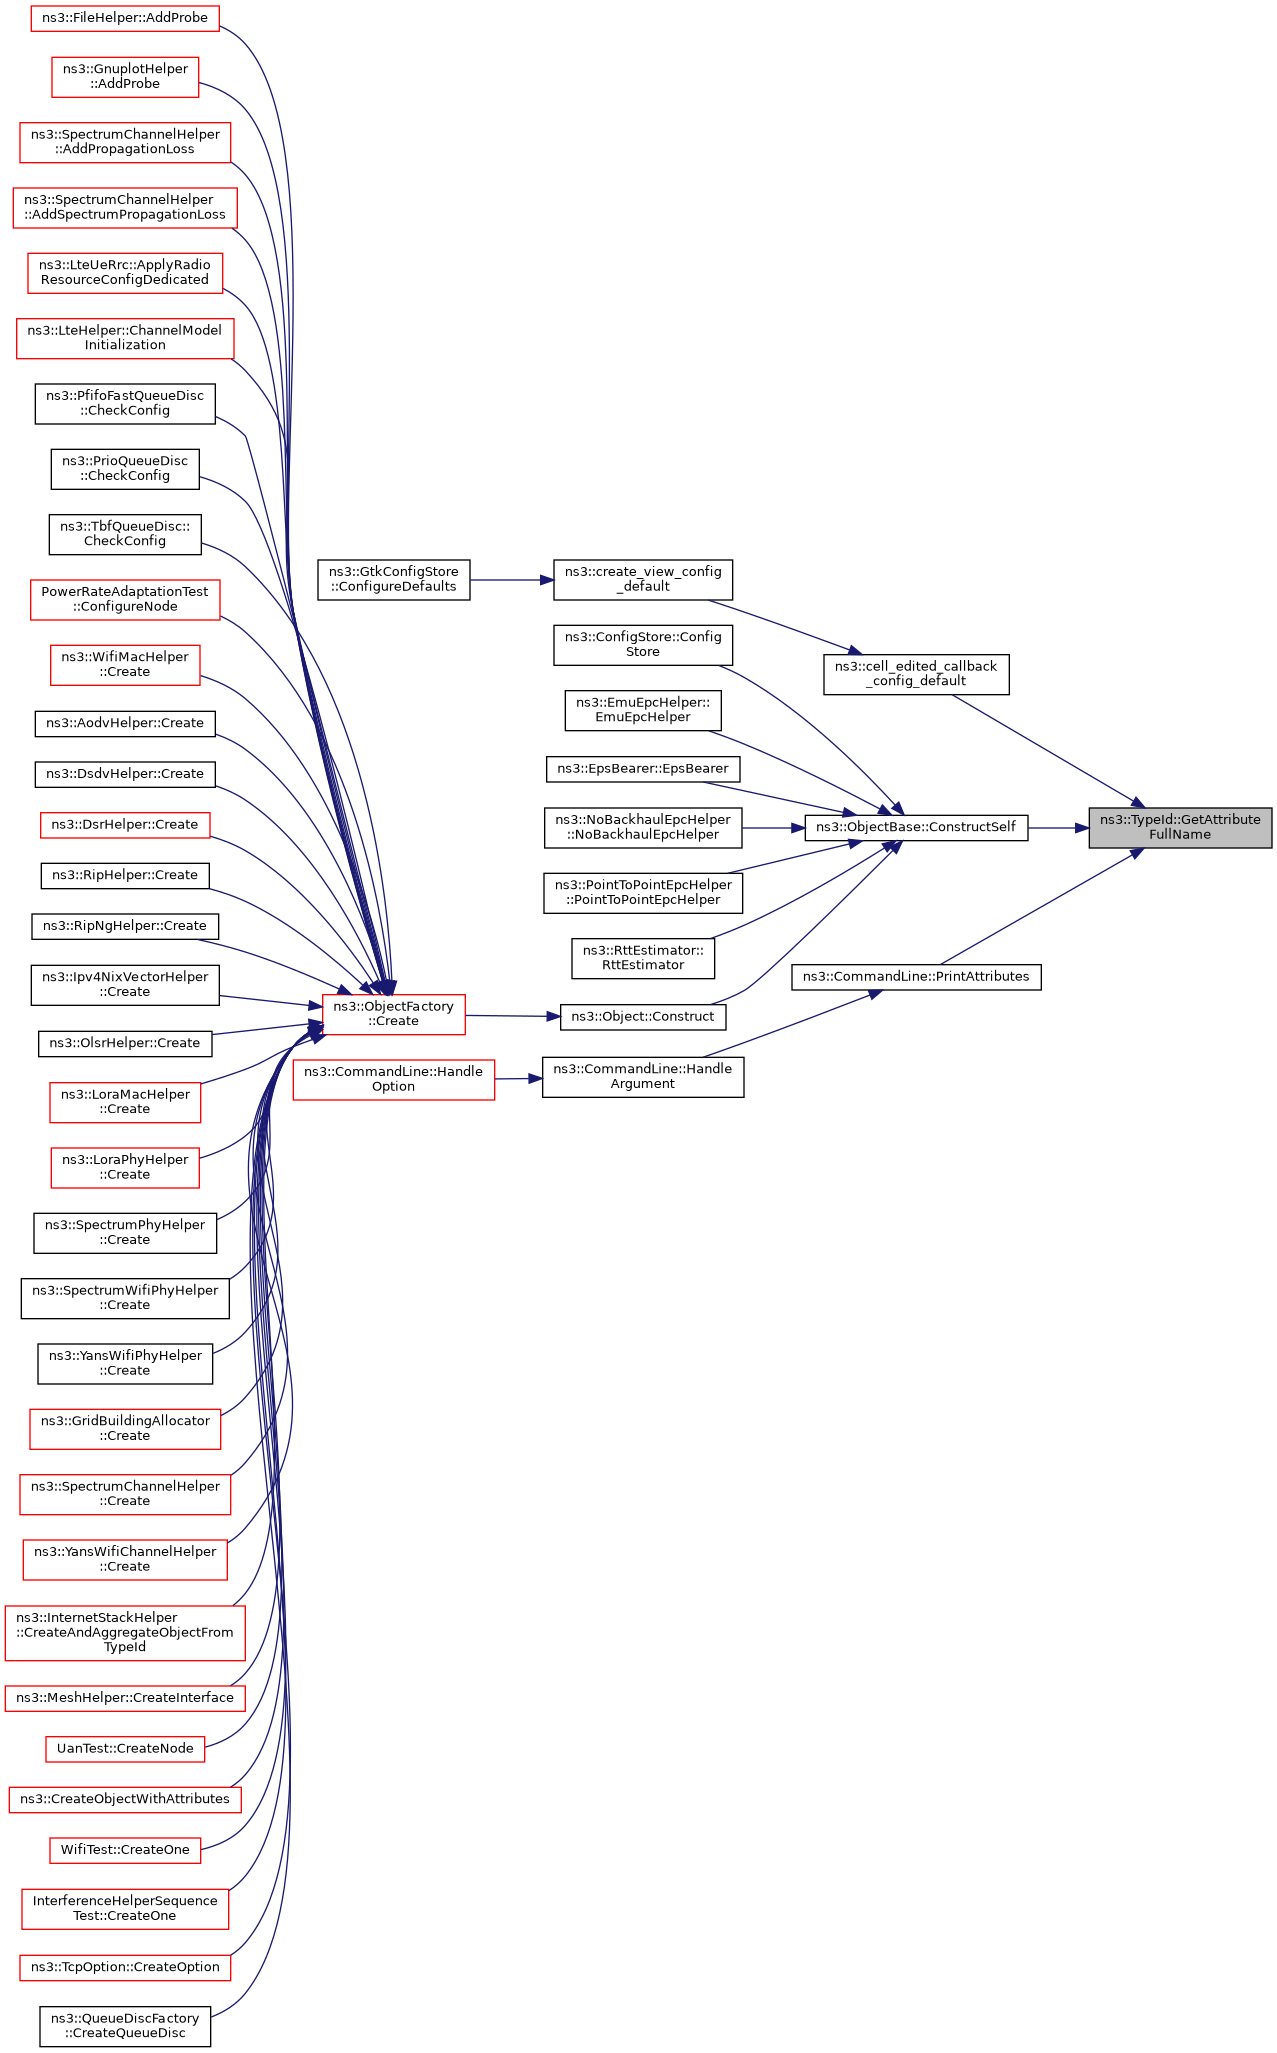 ns3::FileHelper::AddProbe
ns3::GnuplotHelper
::AddProbe
ns3::SpectrumChannelHelper
::AddPropagationLoss
ns3::SpectrumChannelHelper
::AddSpectrumPropagationLoss
ns3::LteUeRrc::ApplyRadio
ResourceConfigDedicated
ns3::LteHelper::ChannelModel
Initialization
ns3::PfifoFastQueueDisc
::CheckConfig
ns3::PrioQueueDisc
::CheckConfig
ns3::TbfQueueDisc::
CheckConfig
PowerRateAdaptationTest
::ConfigureNode
ns3::WifiMacHelper
::Create
ns3::AodvHelper::Create
ns3::DsdvHelper::Create
ns3::DsrHelper::Create
ns3::RipHelper::Create
ns3::RipNgHelper::Create
ns3::Ipv4NixVectorHelper
::Create
ns3::OlsrHelper::Create
ns3::LoraMacHelper
::Create
ns3::LoraPhyHelper
::Create
ns3::SpectrumPhyHelper
::Create
ns3::SpectrumWifiPhyHelper
::Create
ns3::YansWifiPhyHelper
::Create
ns3::GridBuildingAllocator
::Create
ns3::SpectrumChannelHelper
::Create
ns3::YansWifiChannelHelper
::Create
ns3::InternetStackHelper
::CreateAndAggregateObjectFrom
TypeId
ns3::MeshHelper::CreateInterface
UanTest::CreateNode
ns3::CreateObjectWithAttributes
WifiTest::CreateOne
InterferenceHelperSequence
Test::CreateOne
ns3::TcpOption::CreateOption
ns3::QueueDiscFactory
::CreateQueueDisc
ns3::GtkConfigStore
::ConfigureDefaults
ns3::ObjectFactory
::Create
ns3::CommandLine::Handle
Option
ns3::create_view_config
_default
ns3::ConfigStore::Config
Store
ns3::EmuEpcHelper::
EmuEpcHelper
ns3::EpsBearer::EpsBearer
ns3::NoBackhaulEpcHelper
::NoBackhaulEpcHelper
ns3::PointToPointEpcHelper
::PointToPointEpcHelper
ns3::RttEstimator::
RttEstimator
ns3::Object::Construct
ns3::CommandLine::Handle
Argument
ns3::cell_edited_callback
_config_default
ns3::ObjectBase::ConstructSelf
ns3::CommandLine::PrintAttributes
ns3::TypeId::GetAttribute
FullName